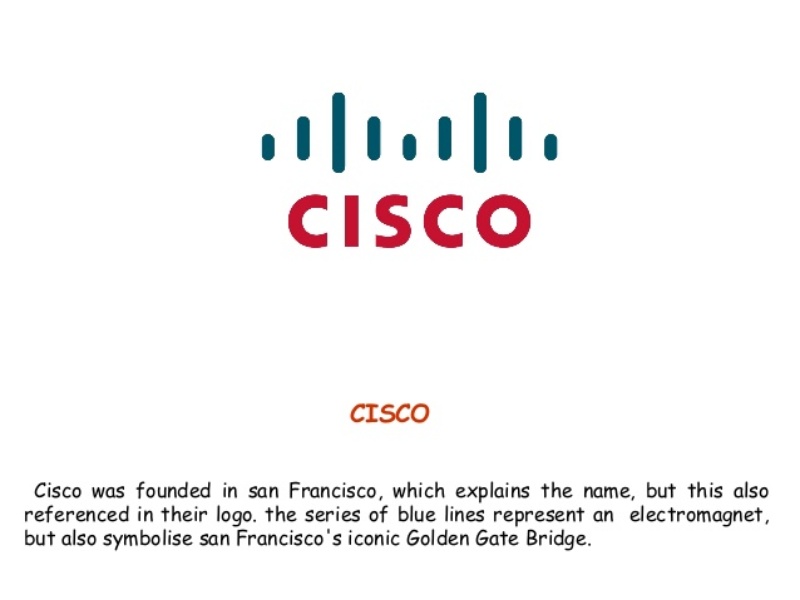 CISCO
CISCO
Cisco was founded in san Francisco, which explains the name, but this also
referenced in their logo. the series of blue lines represent an electromagnet,
but also symbolise san Francisco's iconic Golden Gate Bridge.